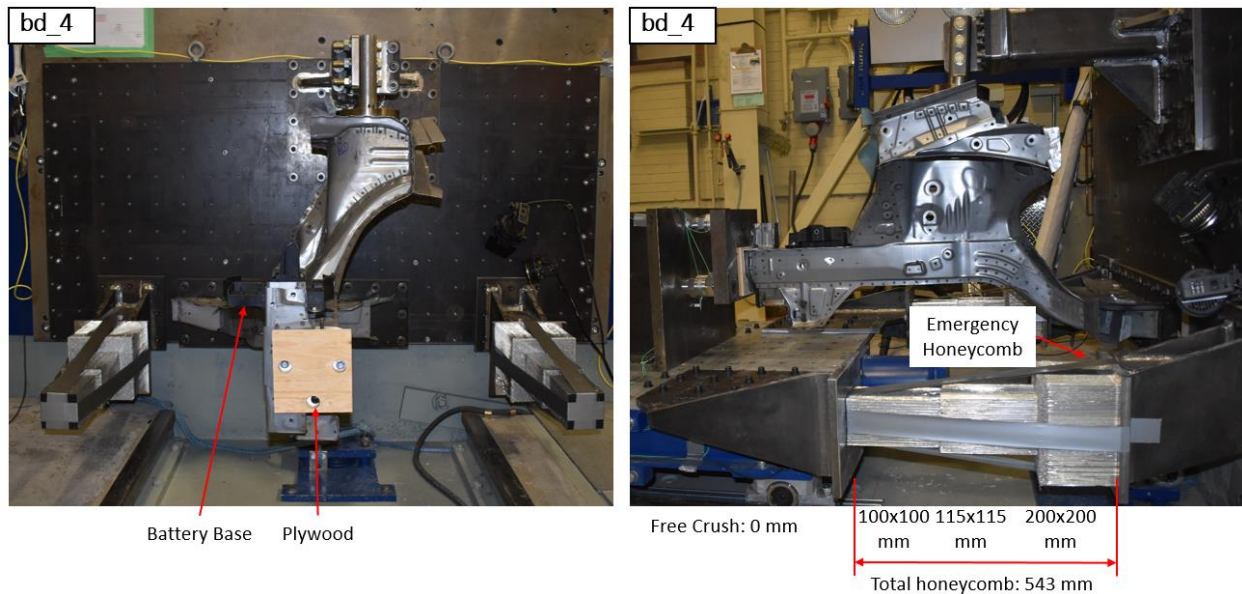 bd_4
bd_4
Emergency
Honeycomb
Battery Base
Plywood
Free Crush: 0 mm
100x100
mm
115x115
mm
200x200
mm
Total honeycomb: 543 mm